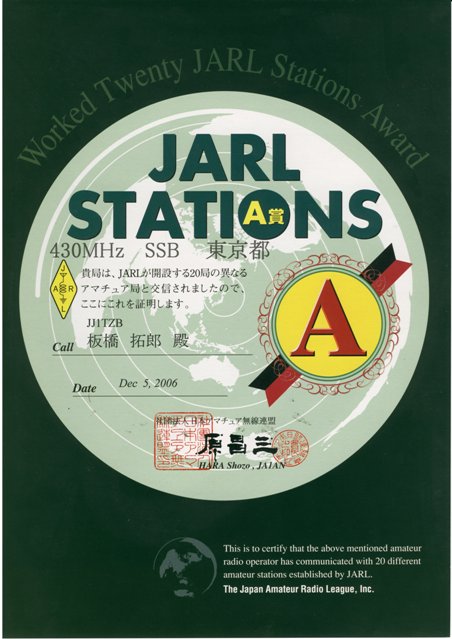 Worked Twenty JARL Stations Award
JARL
STATIONS
A賞
430MHz SSB 東京都
J
A R
L
貴局は、JARLが開設する20局の異なる
アマチュア局と交信されましたので、
ここにこれを証明します。
JJ1TZB
Call 板橋 拓郎 殿
A
Date Dec 5, 2006
社団法人日本アマチュア無線連盟
原昌三
HARA Shozo , JA1AN
This is to certify that the above mentioned amateur
radio operator has communicated with 20 different
amateur stations established by JARL.
The Japan Amateur Radio League, Inc.